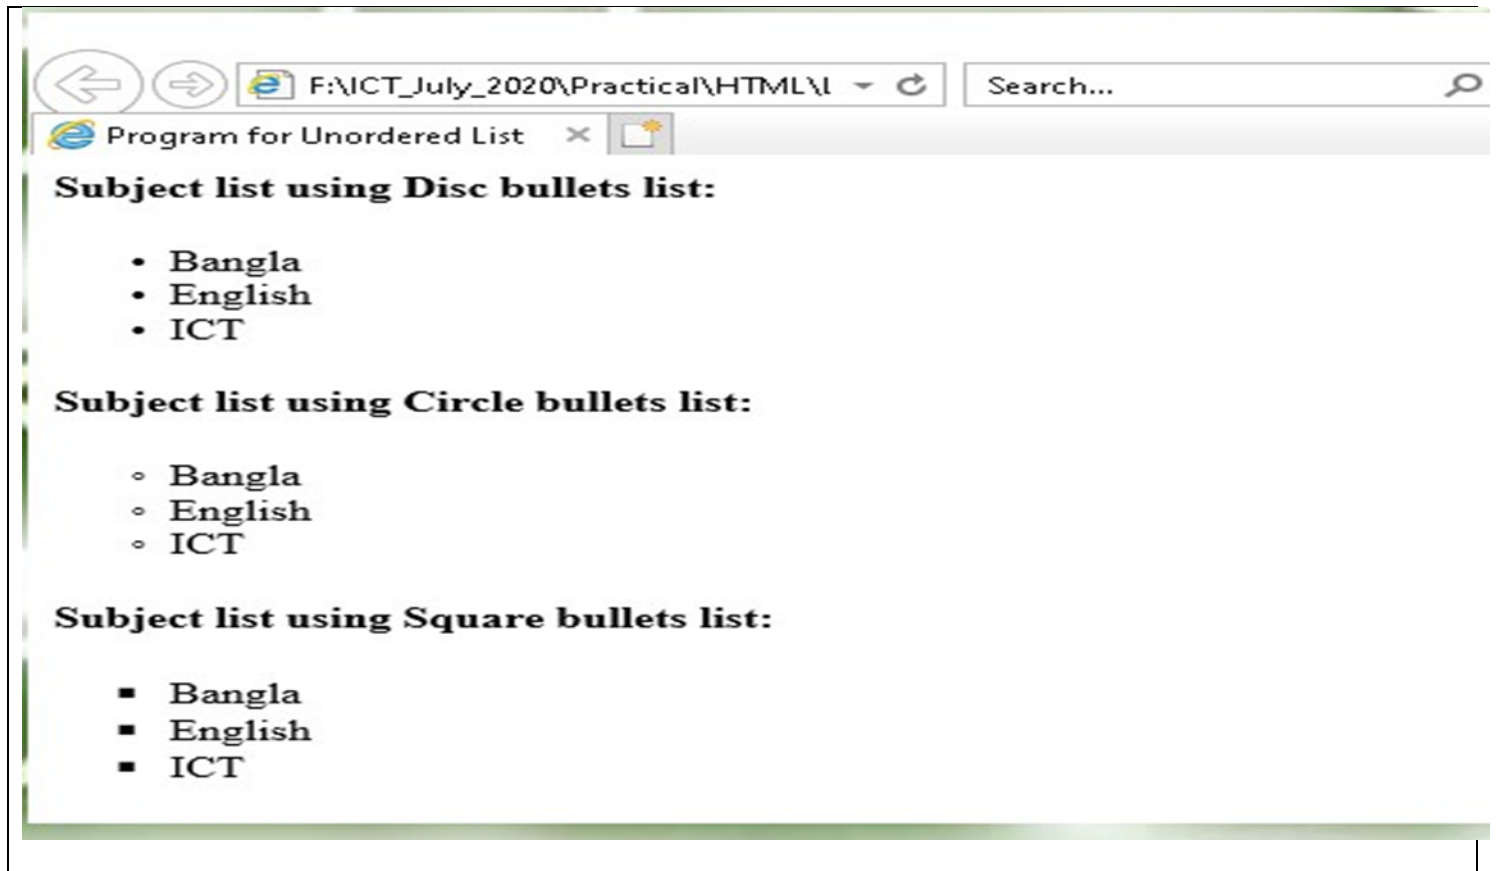 F:\ICT_July_2020\Practical\HTML\l
Search...
Program for Unordered List
Subject list using Disc bullets list:
• Bangla
• English
• ICT
Subject list using Circle bullets list:
◦ Bangla
◦ English
◦ ICT
Subject list using Square bullets list:
▪ Bangla
▪ English
▪ ICT